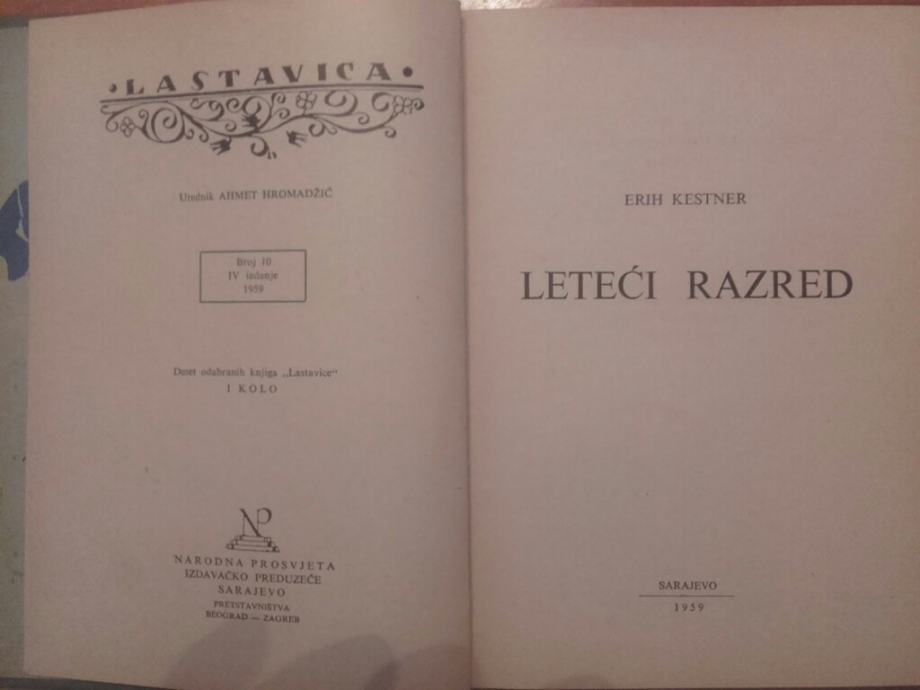 LASTAVICA
Urednik AHMET HROMADŽIĆ
Broj 10
IV izdanje
1959
Deset odabranih knjiga „Lastavice“
I KOLO
NP
NARODNA PROSVJETA
IZDAVAČKO PREDUZEĆE
SARAJEVO
PRETSTAVNIŠTVA
BEOGRAD — ZAGREB
ERIH KESTNER
LETEĆI RAZRED
SARAJEVO
1959